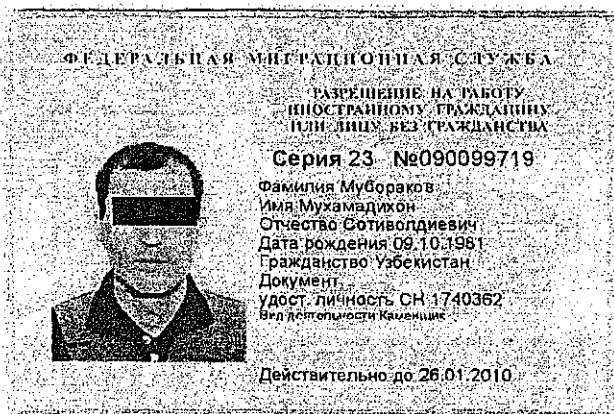 ФЕДЕРАЛЬНАЯ МИГРАЦИОННАЯ СЛУЖБА
РАЗРЕШЕНИЕ НА РАБОТУ
ИНОСТРАННОМУ ГРАЖДАНИНУ
ИЛИ ЛИЦУ БЕЗ ГРАЖДАНСТВА
Серия 23 №090099719
Фамилия Мубораков
Имя Мухамадихон
Отчество Сотиволдиевич
Дата рождения 09.10.1981
Гражданство Узбекистан
Документ,
удост. личность СН 1740362
Вид деятельности Каменщик
Действительно до 26.01.2010